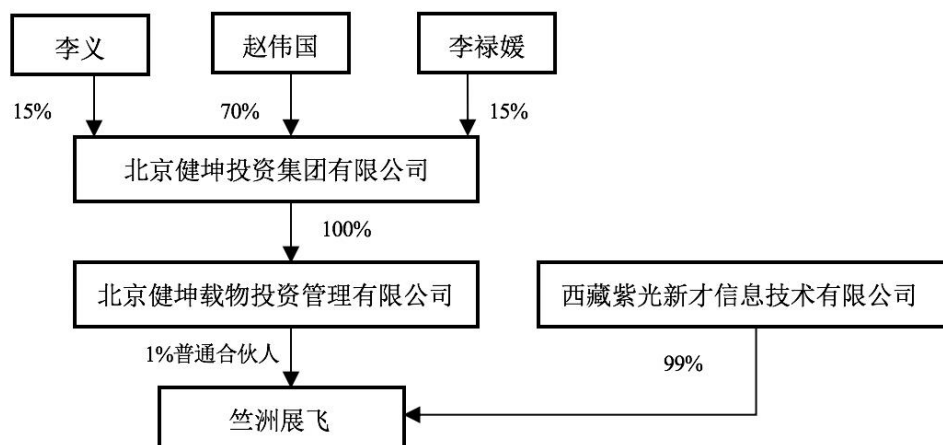 李义
赵伟国
李禄媛
15%
70%
15%
北京健坤投资集团有限公司
100%
北京健坤载物投资管理有限公司
西藏紫光新才信息技术有限公司
1%普通合伙人
99%
竺洲展飞